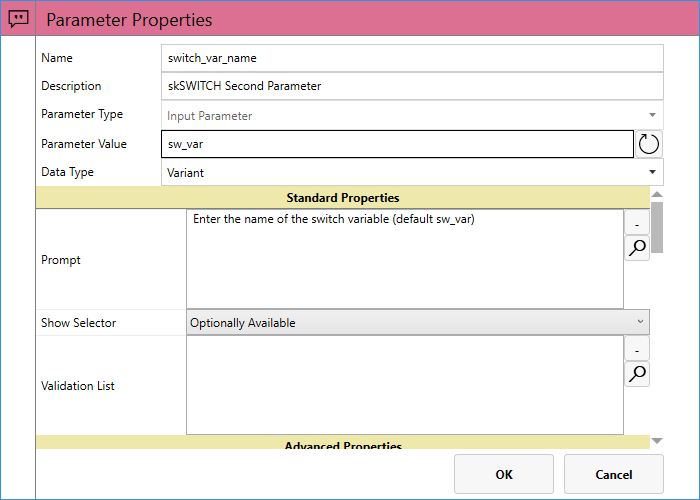 Parameter Properties
Name switch_var_name
Description skSWITCH Second Parameter
Parameter Type Input Parameter
Parameter Value sw_var
Data Type Variant
Standard Properties
Prompt Enter the name of the switch variable (default sw_var)
-
Show Selector Optionally Available
Validation List
-
Advanced Properties
OK Cancel